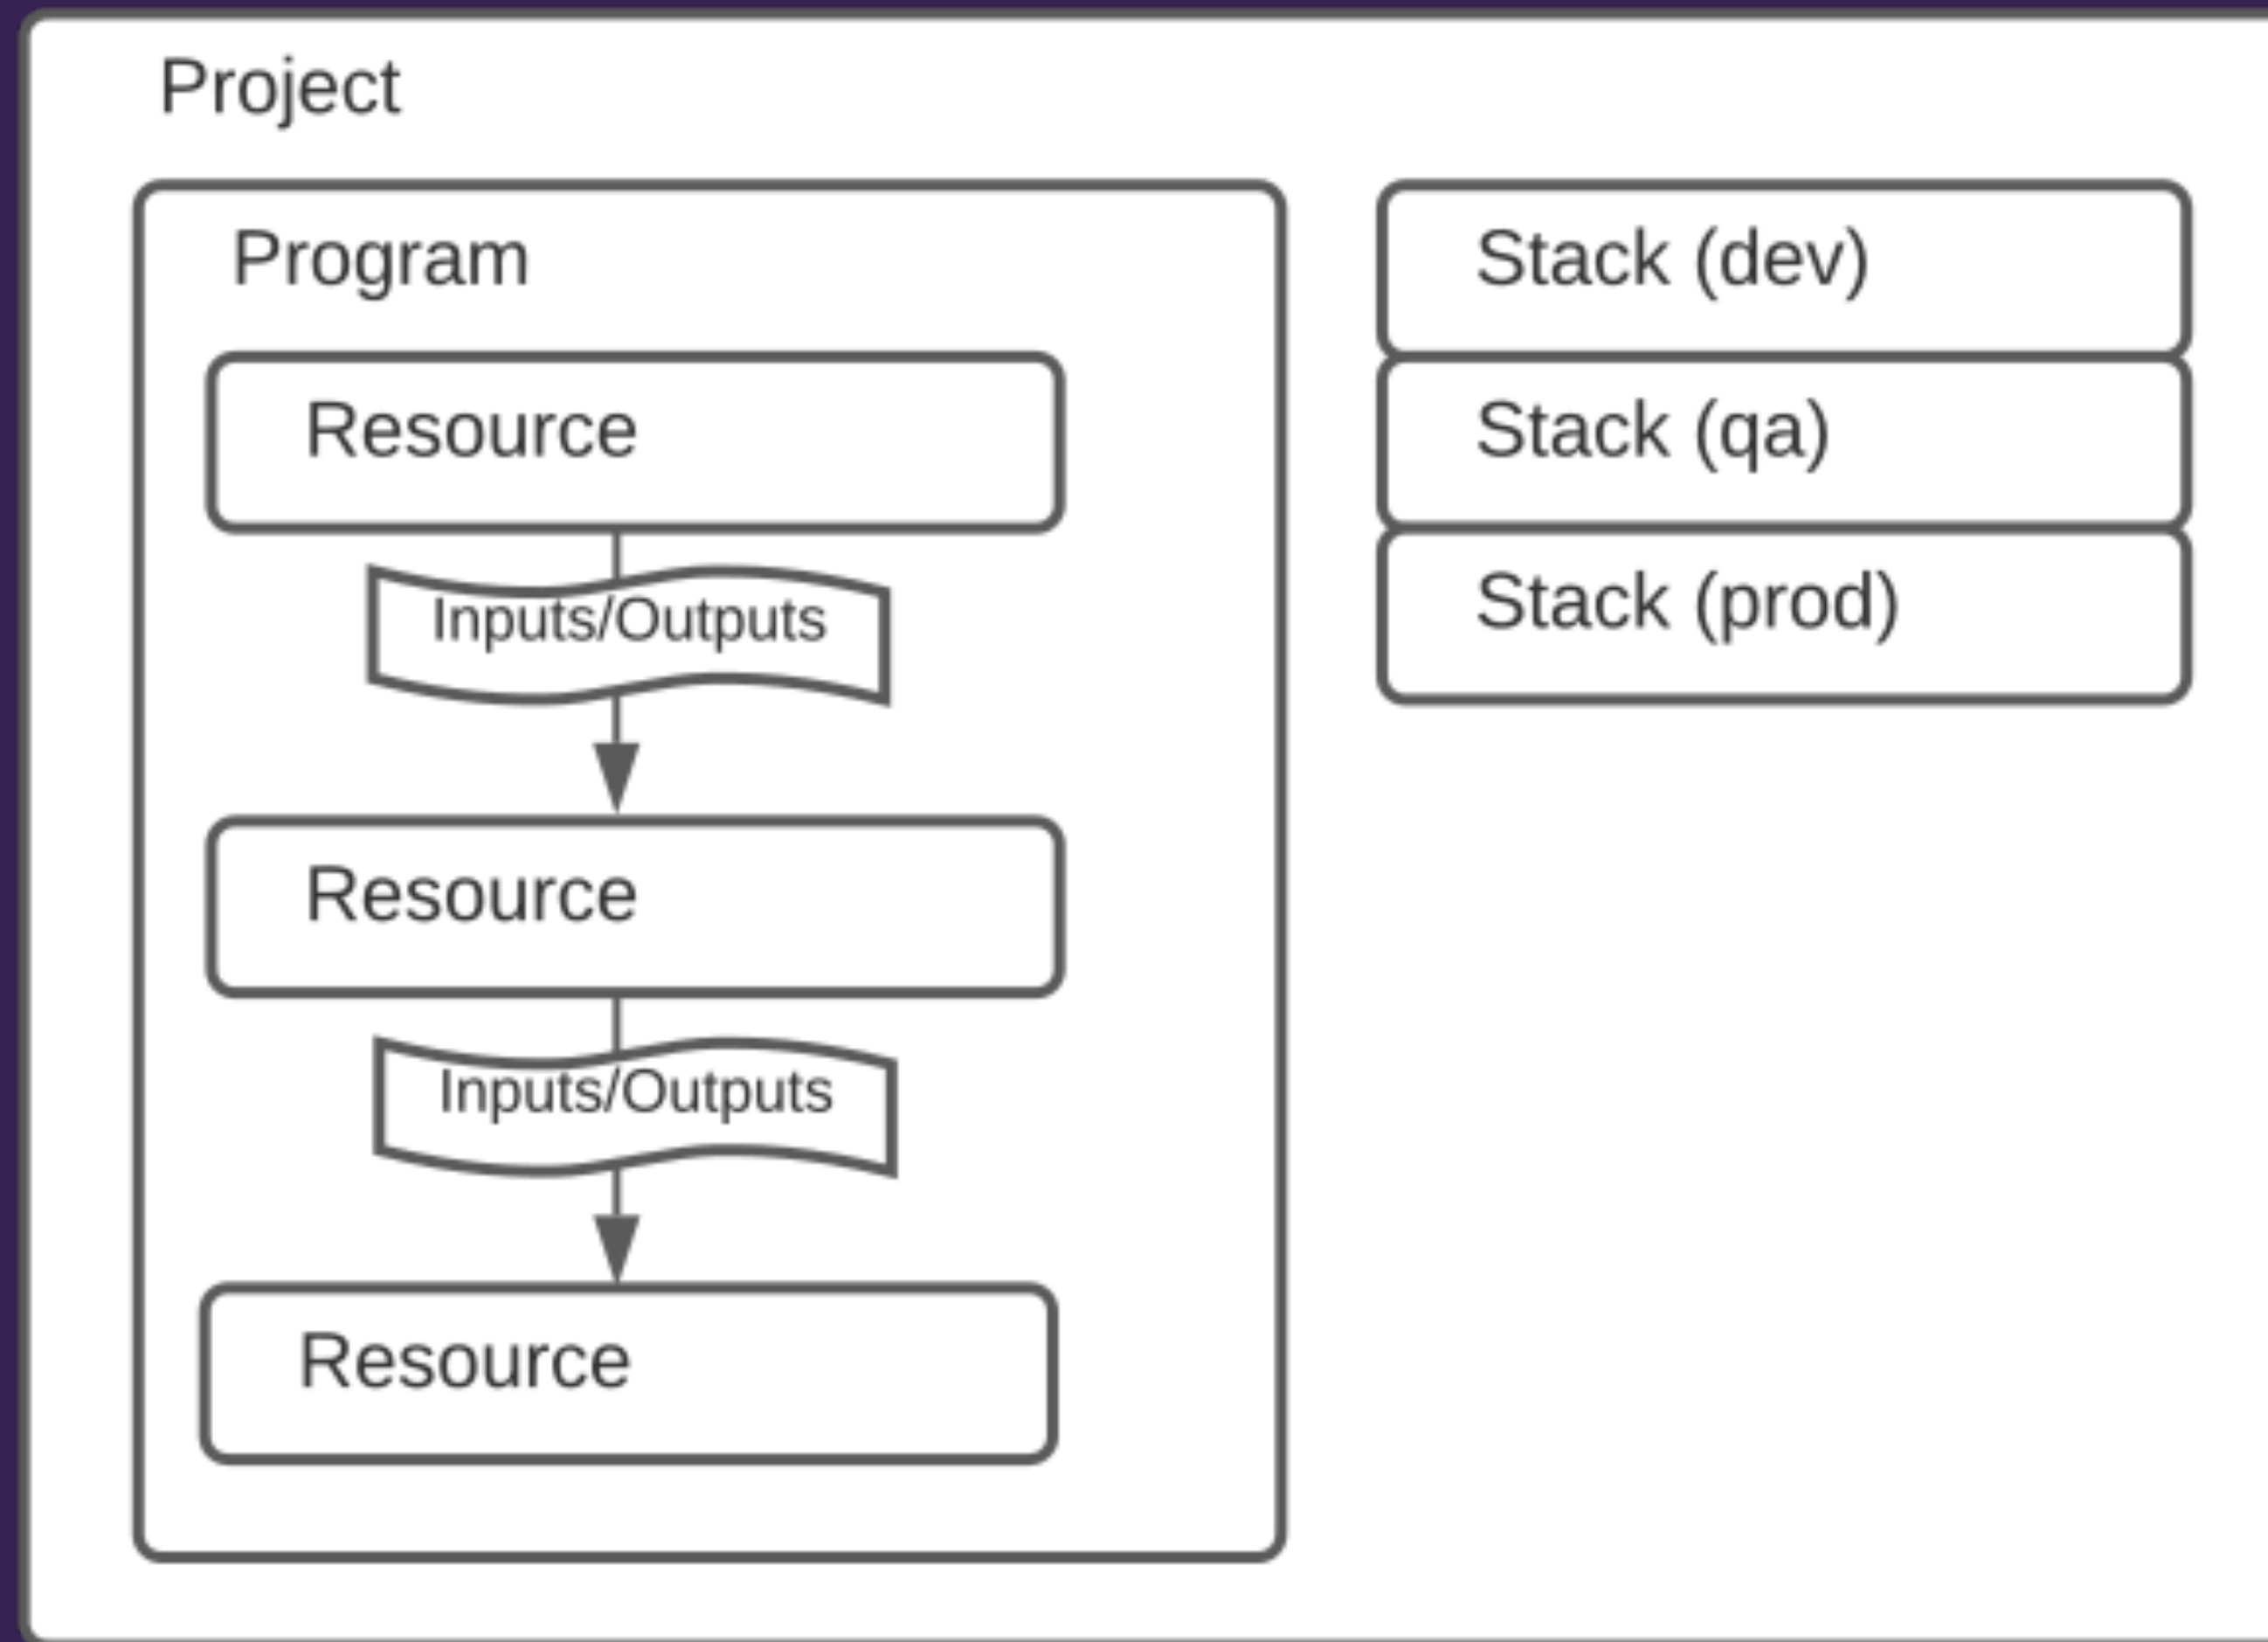 Project
Program
Resource
Inputs/Outputs
Resource
Inputs/Outputs
Resource
Stack (dev)
Stack (qa)
Stack (prod)